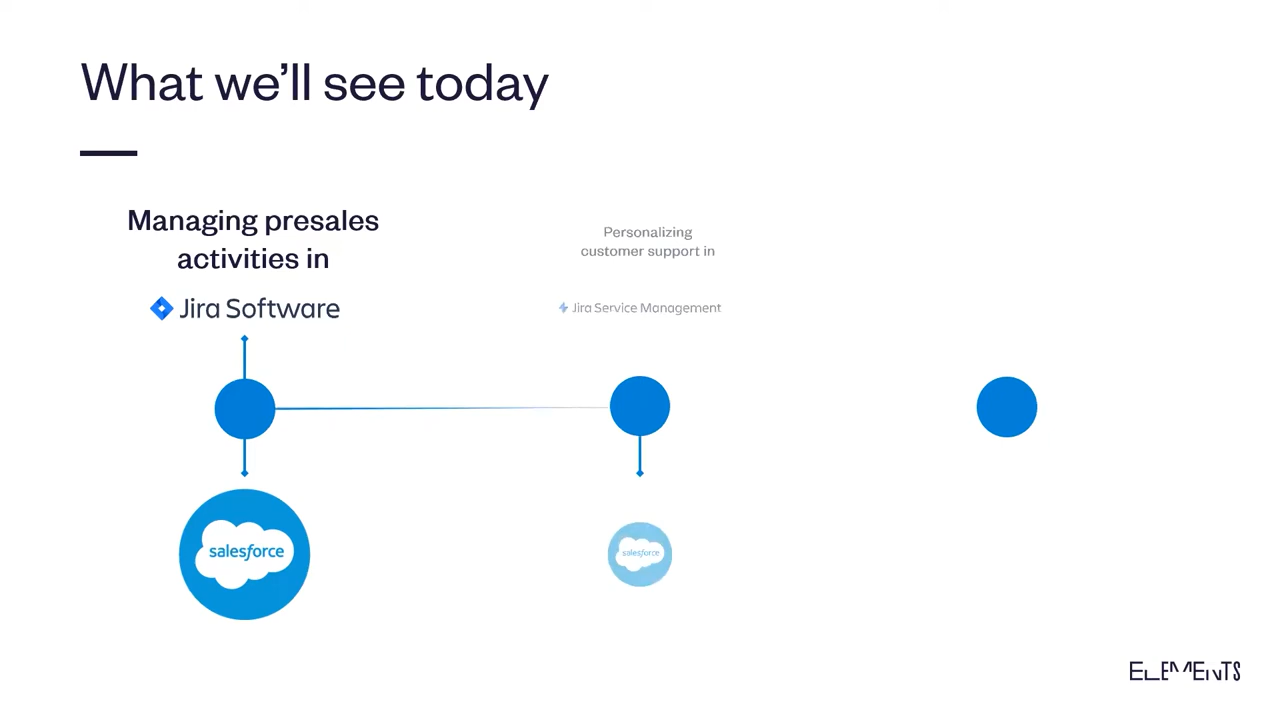 What we'll see today
Managing presales
activities in
Jira Software
Personalizing
customer support in
Jira Service Management
salesforce
salesforce
ELEMENTS